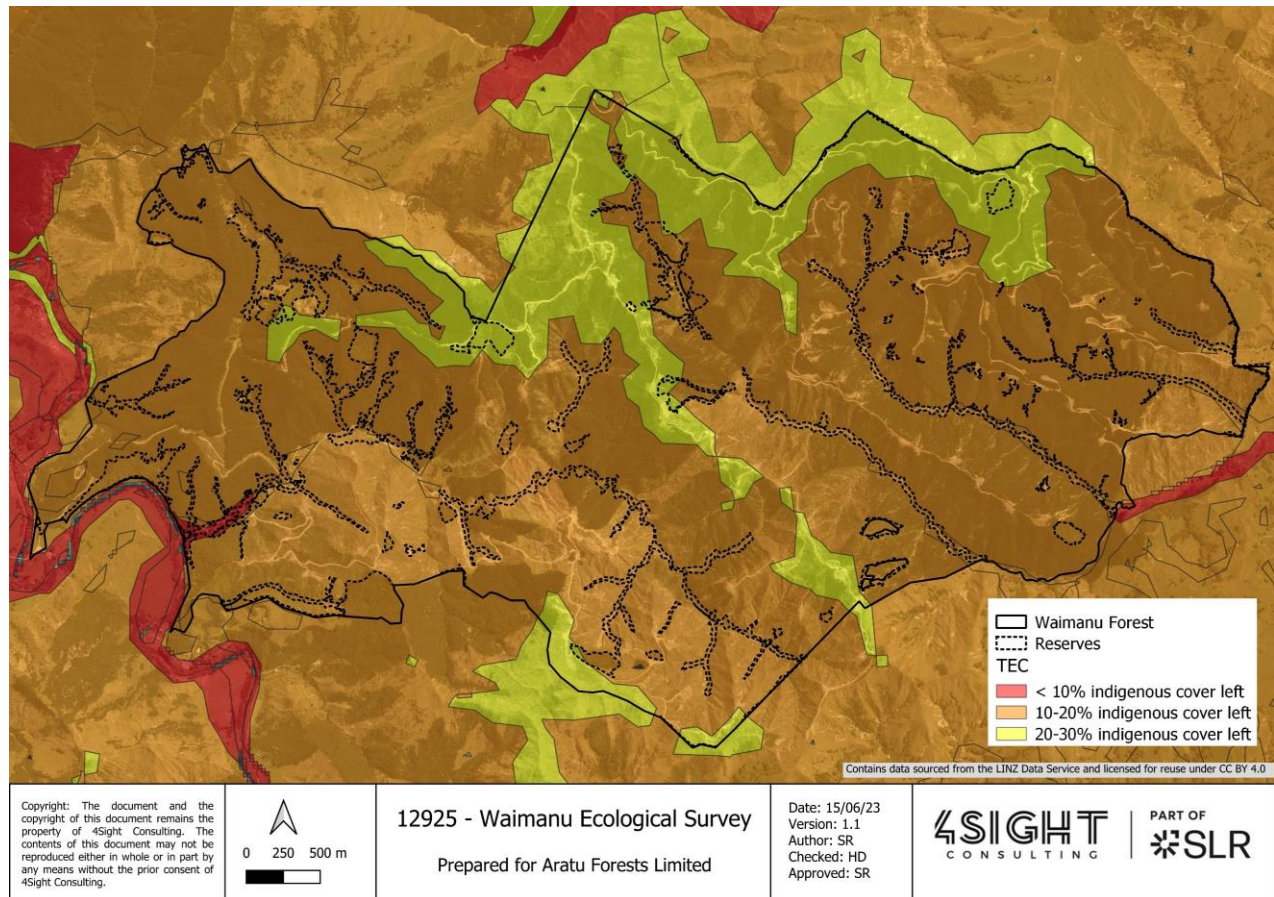 Waimanu Forest
Reserves
TEC
< 10% indigenous cover left
10-20% indigenous cover left
20-30% indigenous cover left
Contains data sourced from the LINZ Data Service and licensed for reuse under CC BY 4.0
Copyright: The document and the
copyright of this document remains the
property of 4Sight Consulting. The
contents of this document may not be
reproduced either in whole or in part by
any means without the prior consent of
4Sight Consulting.
0 250 500 m
12925 - Waimanu Ecological Survey
Prepared for Aratu Forests Limited
Date: 15/06/23
Version: 1.1
Author: SR
Checked: HD
Approved: SR
4SIGHT
CONSULTING
PART OF
SLR